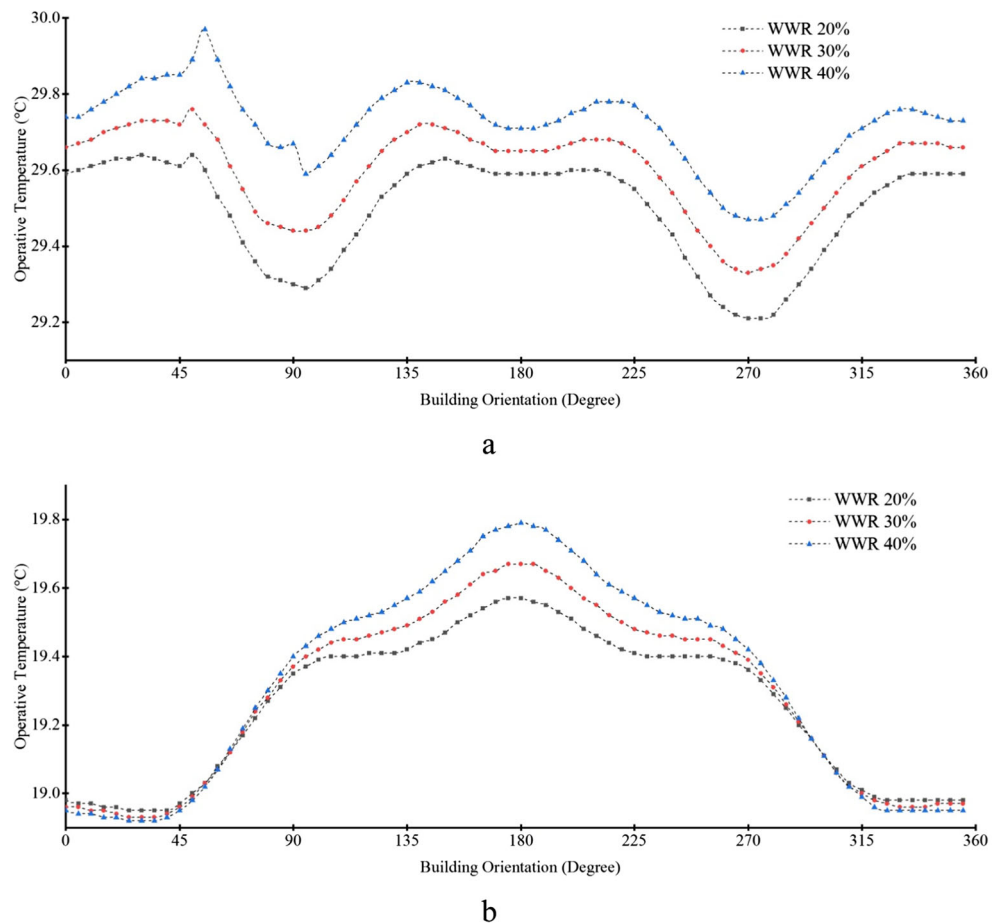 30.0
29.8
29.6
29.4
29.2
Operative Temperature (°C)
WWR 20%
WWR 30%
WWR 40%
0 45 90 135 180 225 270 315 360
Building Orientation (Degree)
a
19.8
19.6
19.4
19.2
19.0
Operative Temperature (°C)
WWR 20%
WWR 30%
WWR 40%
0 45 90 135 180 225 270 315 360
Building Orientation (Degree)
b